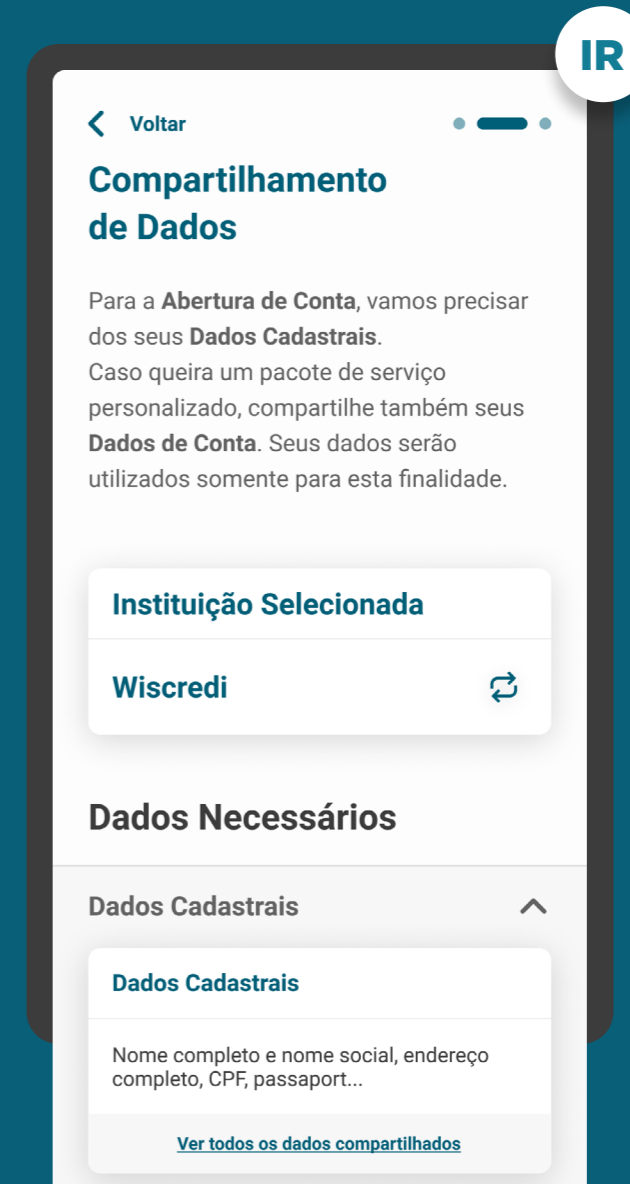 IR
Voltar
Compartilhamento
de Dados
Para a Abertura de Conta, vamos precisar
dos seus Dados Cadastrais.
Caso queira um pacote de serviço
personalizado, compartilhe também seus
Dados de Conta. Seus dados serão
utilizados somente para esta finalidade.
Instituição Selecionada
Wiscredi
Dados Necessários
Dados Cadastrais
Dados Cadastrais
Nome completo e nome social, endereço
completo, CPF, passaport...
Ver todos os dados compartilhados